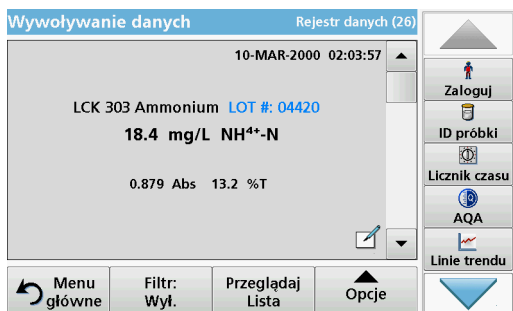 Wywoływanie danych
Rejestr danych (26)
10-MAR-2000 02:03:57
LCK 303 Ammonium LOT #: 04420
18.4 mg/L NH⁴⁺-N
0.879 Abs 13.2 %T
Zaloguj
ID próbki
Licznik czasu
AQA
Linie trendu
Menu
główne
Filtr:
Wył.
Przeglądaj
Lista
Opcje